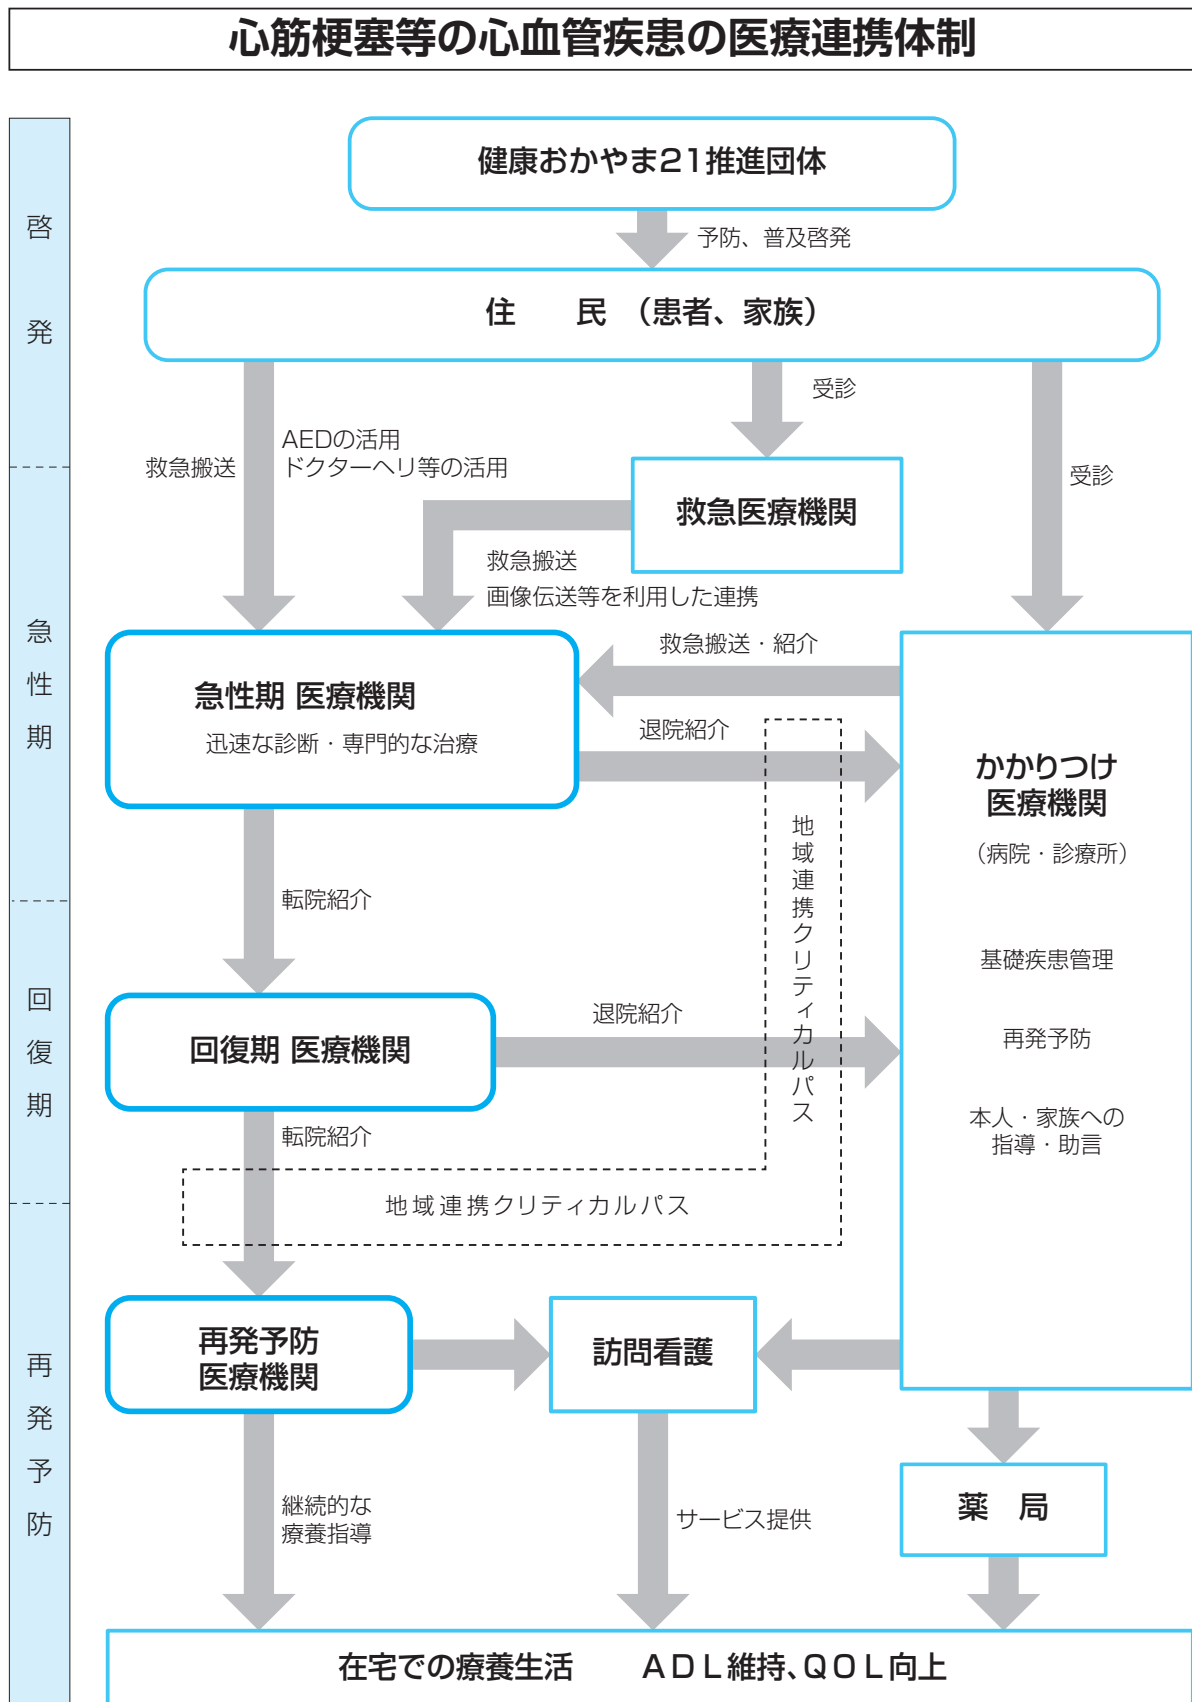 心筋梗塞等の心血管疾患の医療連携体制
啓発
健康おかやま21推進団体
予防、普及啓発
住　民　（患者、家族）
受診
AEDの活用
ドクターヘリ等の活用
救急搬送
受診
救急医療機関
救急搬送
画像伝送等を利用した連携
急性期
救急搬送・紹介
急性期 医療機関
迅速な診断・専門的な治療
退院紹介
かかりつけ
医療機関
（病院・診療所）
基礎疾患管理
再発予防
本人・家族への
指導・助言
地域連携クリティカルパス
転院紹介
回復期
退院紹介
回復期 医療機関
転院紹介
地域連携クリティカルパス
再発予防
再発予防
医療機関
訪問看護
継続的な
療養指導
サービス提供
薬　局
在宅での療養生活　　ＡＤＬ維持、ＱＯＬ向上